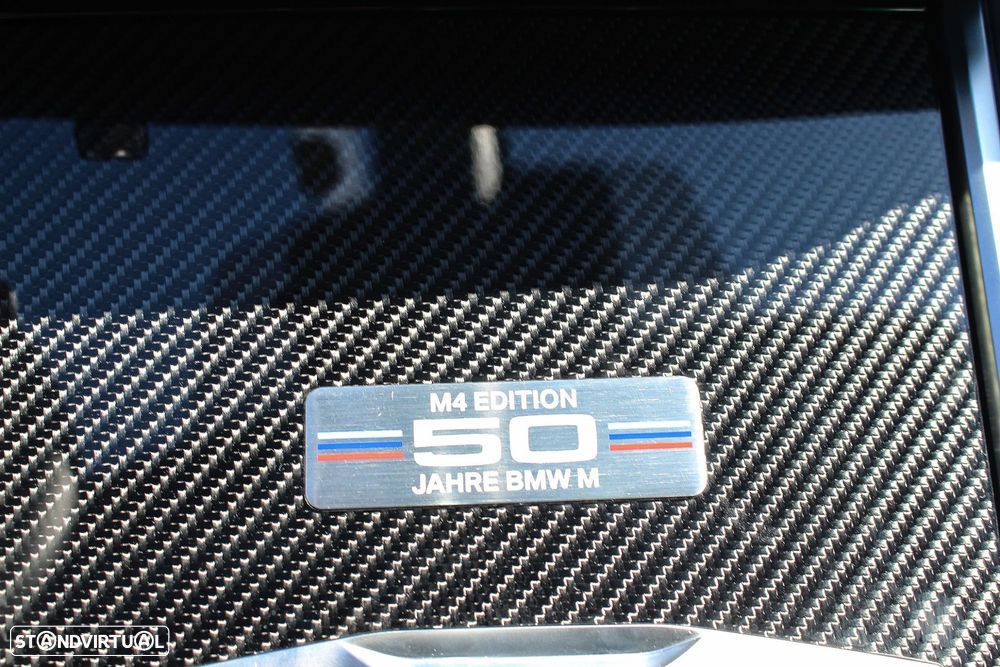 M4 EDITION
50
JAHRE BMW M
STANDVIRTUAL